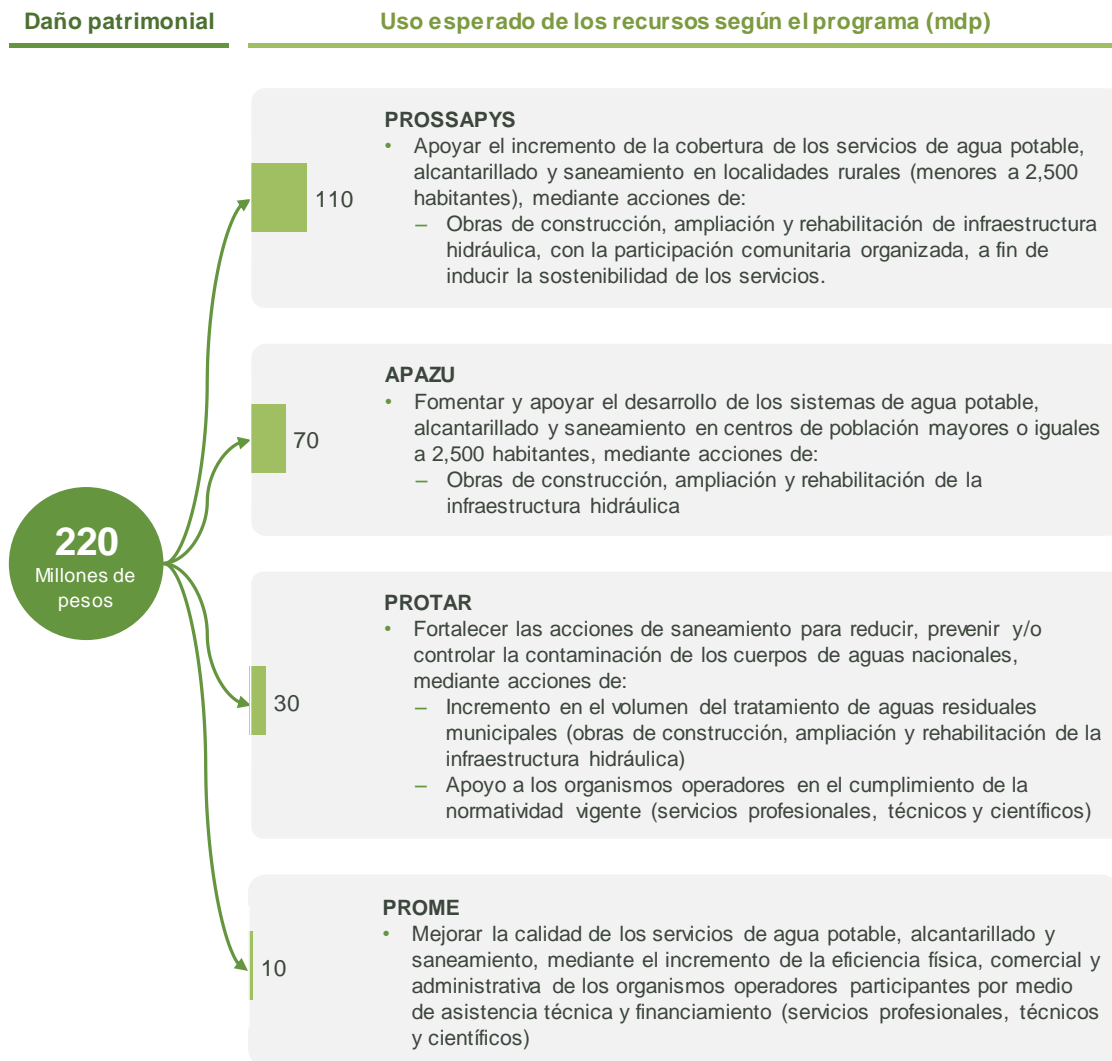 Daño patrimonial
Uso esperado de los recursos según el programa (mdp)
PROSSAPYS
• Apoyar el incremento de la cobertura de los servicios de agua potable,
alcantarillado y saneamiento en localidades rurales (menores a 2,500
habitantes), mediante acciones de:
– Obras de construcción, ampliación y rehabilitación de infraestructura
hidráulica, con la participación comunitaria organizada, a fin de
inducir la sostenibilidad de los servicios.
110
APAZU
• Fomentar y apoyar el desarrollo de los sistemas de agua potable,
alcantarillado y saneamiento en centros de población mayores o iguales
a 2,500 habitantes, mediante acciones de:
– Obras de construcción, ampliación y rehabilitación de la
infraestructura hidráulica
70
220
Millones de
pesos
PROTAR
• Fortalecer las acciones de saneamiento para reducir, prevenir y/o
controlar la contaminación de los cuerpos de aguas nacionales,
mediante acciones de:
– Incremento en el volumen del tratamiento de aguas residuales
municipales (obras de construcción, ampliación y rehabilitación de la
infraestructura hidráulica)
– Apoyo a los organismos operadores en el cumplimiento de la
normatividad vigente (servicios profesionales, técnicos y científicos)
30
PROME
• Mejorar la calidad de los servicios de agua potable, alcantarillado y
saneamiento, mediante el incremento de la eficiencia física, comercial y
administrativa de los organismos operadores participantes por medio
de asistencia técnica y financiamiento (servicios profesionales, técnicos
y científicos)
10